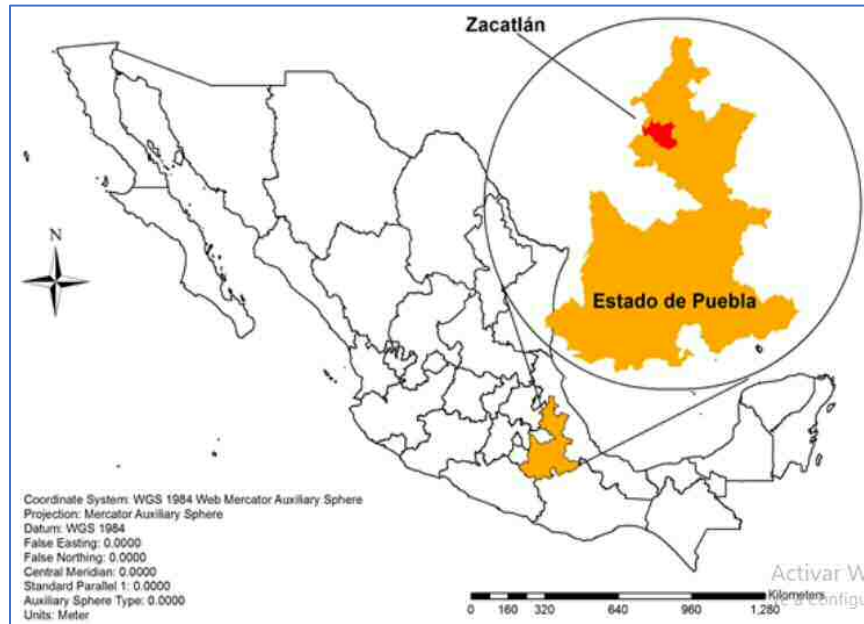 Zacatlán
Estado de Puebla
N
Coordinate System: WGS 1984 Web Mercator Auxiliary Sphere
Projection: Mercator Auxiliary Sphere
Datum: WGS 1984
False Easting: 0.0000
False Northing: 0.0000
Central Meridian: 0.0000
Standard Parallel 1: 0.0000
Auxiliary Sphere Type: 0.0000
Units: Meter
Activar W
Kilometers
0 160 320 640 960 1,280